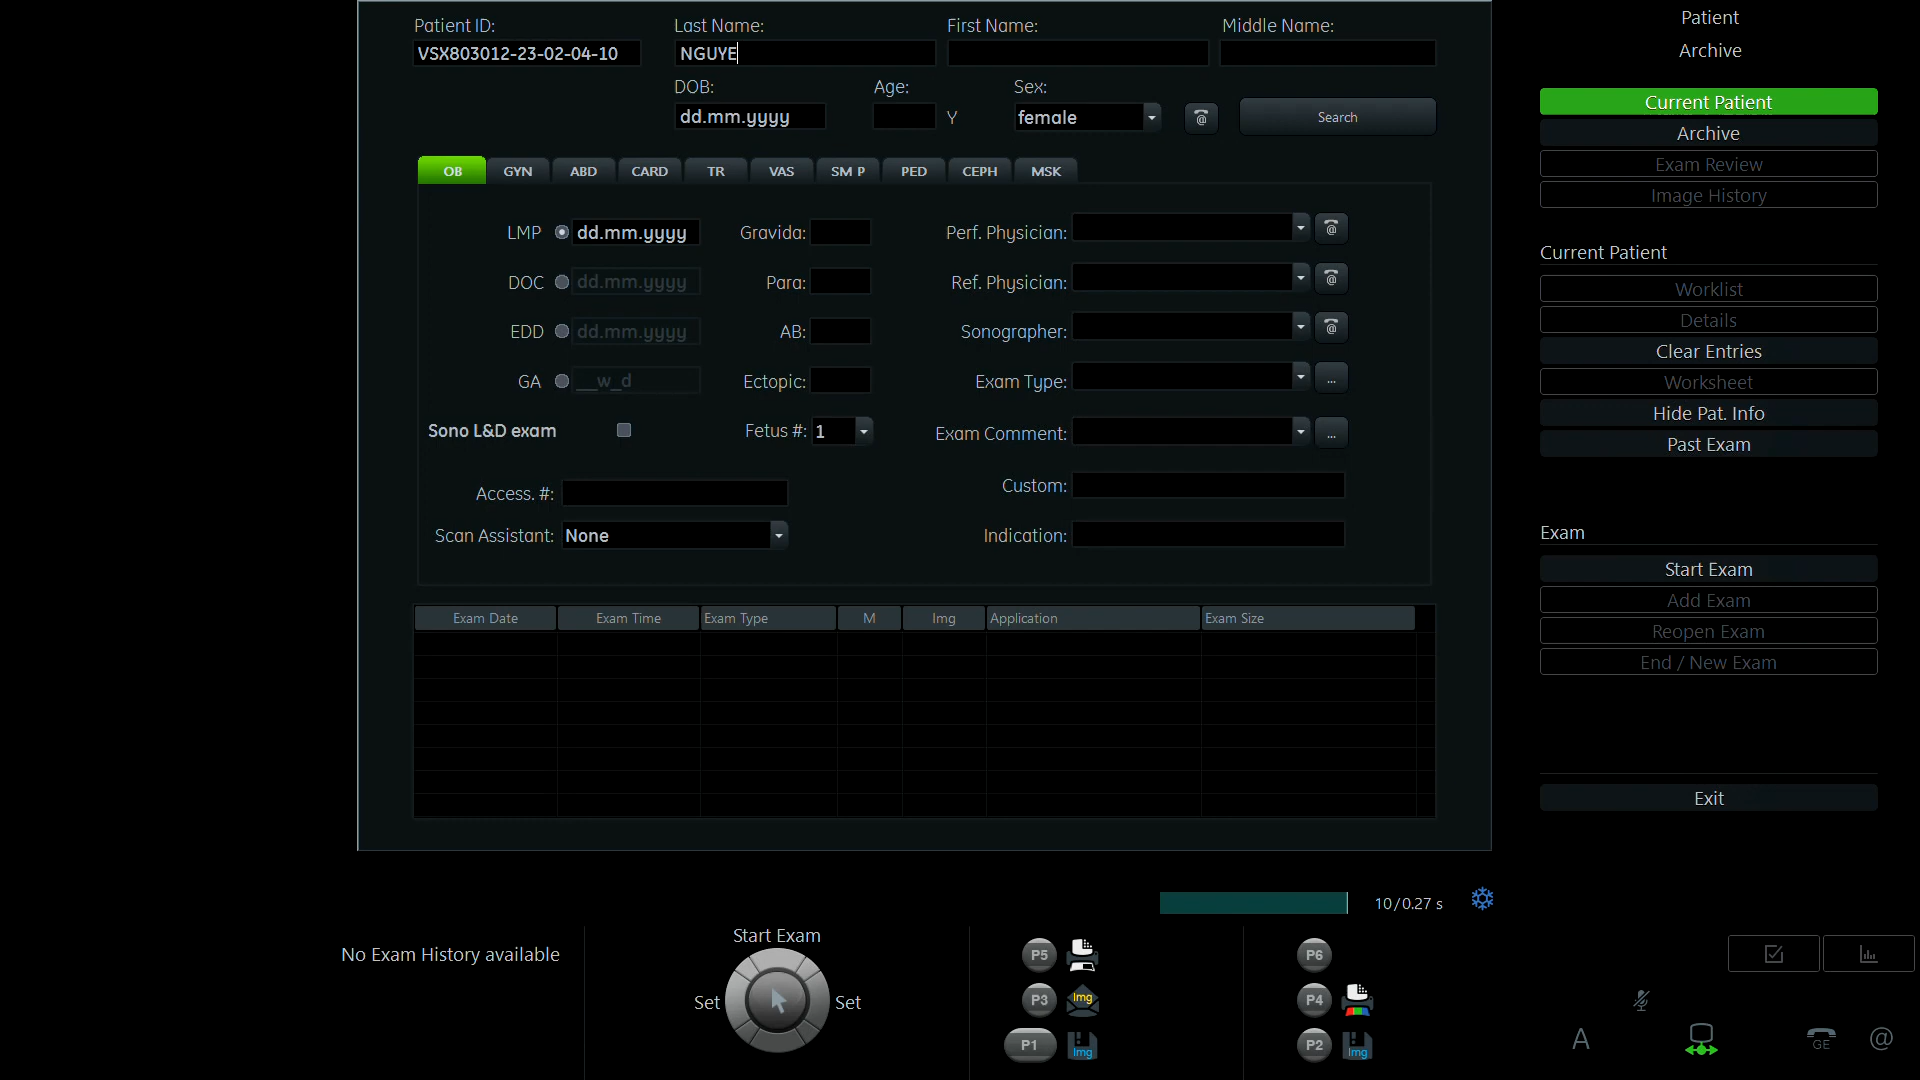 Patient ID: Last Name: First Name: Middle Name:
VSX803012-23-02-04-10 NGUYE
DOB: Age: Sex:
dd.mm.yyyy Y female @ Search
OB GYN ABD CARD TR VAS SM P PED CEPH MSK
LMP dd.mm.yyyy Gravida: Perf. Physician: @
DOC dd.mm.yyyy Para: Ref. Physician: @
EDD dd.mm.yyyy AB: Sonographer: @
GA __w_d Ectopic: Exam Type: ...
Sono L&D exam Fetus #: 1 Exam Comment: ...
Access. #: Custom:
Scan Assistant: None Indication:
Exam Date Exam Time Exam Type M Img Application Exam Size
10/0.27 s
No Exam History available
Start Exam
Set Set
P5 P6
P3 Img P4
P1 Img P2 Img
Patient
Archive
Current Patient
Archive
Exam Review
Image History
Current Patient
Worklist
Details
Clear Entries
Worksheet
Hide Pat. Info
Past Exam
Exam
Start Exam
Add Exam
Reopen Exam
End / New Exam
Exit
A GE @